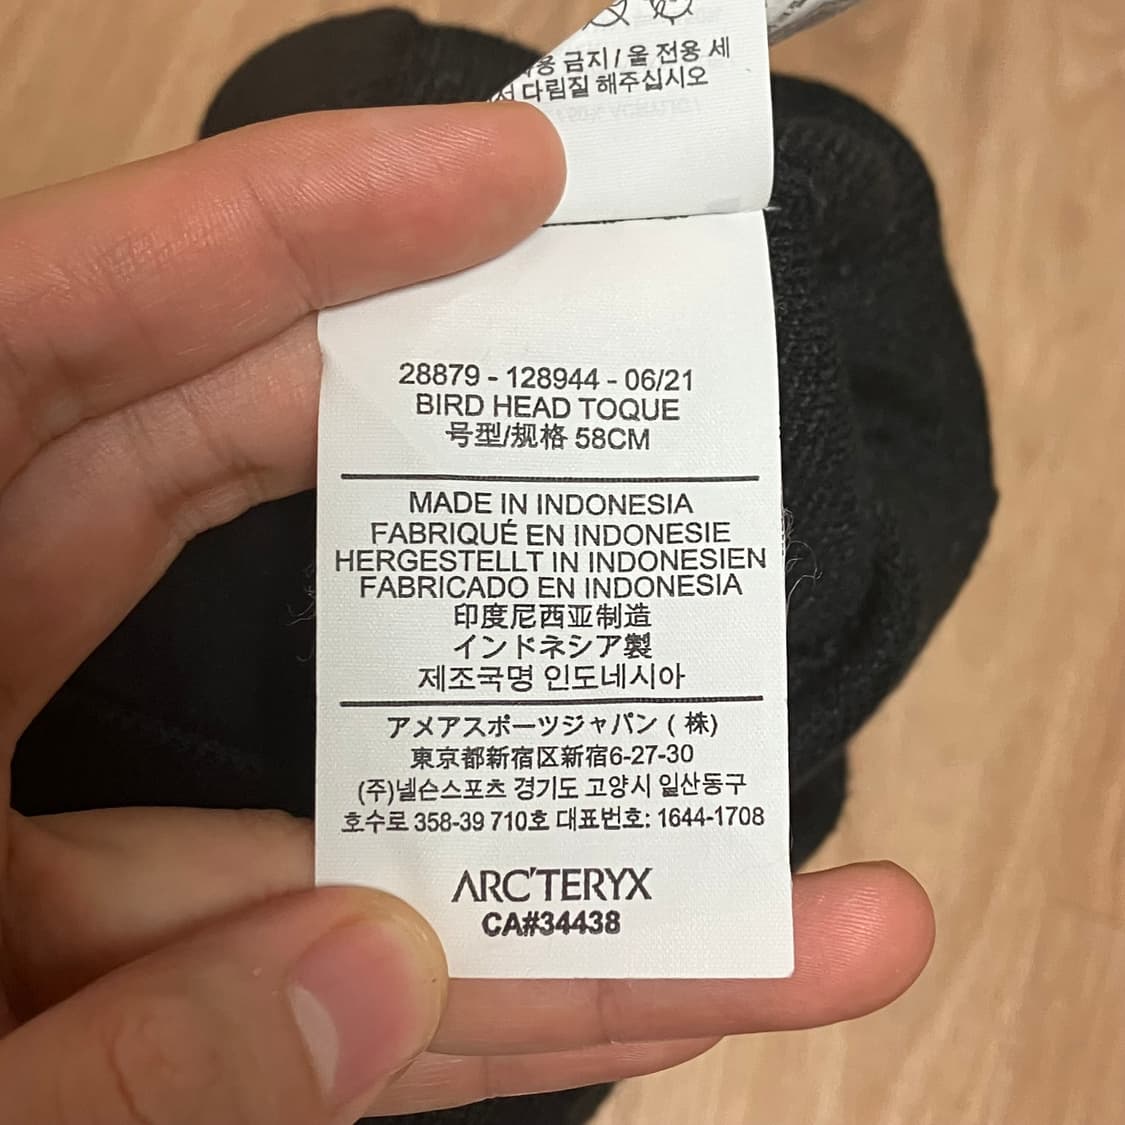 금지 / 울 전용 세
다림질 해주십시오
28879 - 128944 - 06/21
BIRD HEAD TOQUE
号型/规格 58CM
MADE IN INDONESIA
FABRIQUÉ EN INDONESIE
HERGESTELLT IN INDONESIEN
FABRICADO EN INDONESIA
印度尼西亚制造
インドネシア製
제조국명 인도네시아
アメアスポーツジャパン ( 株)
東京都新宿区新宿6-27-30
(주)넬슨스포츠 경기도 고양시 일산동구
호수로 358-39 710호 대표번호: 1644-1708
ARC'TERYX
CA#34438